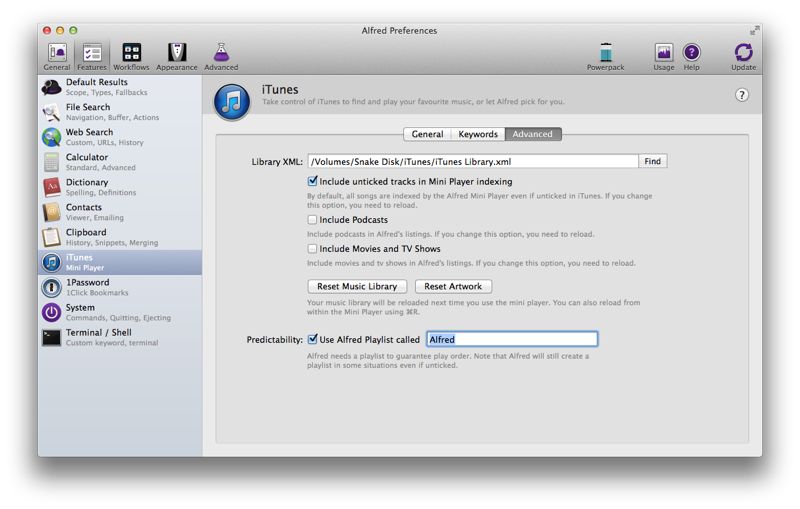 Alfred Preferences
General Features Workflows Appearance Advanced Powerpack Usage Help Update
Default Results
Scope, Types, Fallbacks
File Search
Navigation, Buffer, Actions
Web Search
Custom, URLs, History
Calculator
Standard, Advanced
Dictionary
Spelling, Definitions
Contacts
Viewer, Emailing
Clipboard
History, Snippets, Merging
iTunes
Mini Player
1Password
1Click Bookmarks
System
Commands, Quitting, Ejecting
Terminal / Shell
Custom keyword, terminal
iTunes
Take control of iTunes to find and play your favourite music, or let Alfred pick for you.
?
General Keywords Advanced
Library XML: /Volumes/Snake Disk/iTunes/iTunes Library.xml Find
Include unticked tracks in Mini Player indexing
By default, all songs are indexed by the Alfred Mini Player even if unticked in iTunes. If you change
this option, you need to reload.
Include Podcasts
Include podcasts in Alfred's listings. If you change this option, you need to reload.
Include Movies and TV Shows
Include movies and tv shows in Alfred's listings. If you change this option, you need to reload.
Reset Music Library Reset Artwork
Your music library will be reloaded next time you use the mini player. You can also reload from
within the Mini Player using ⌘R.
Predictability: Use Alfred Playlist called Alfred
Alfred needs a playlist to guarantee play order. Note that Alfred will still create a
playlist in some situations even if unticked.